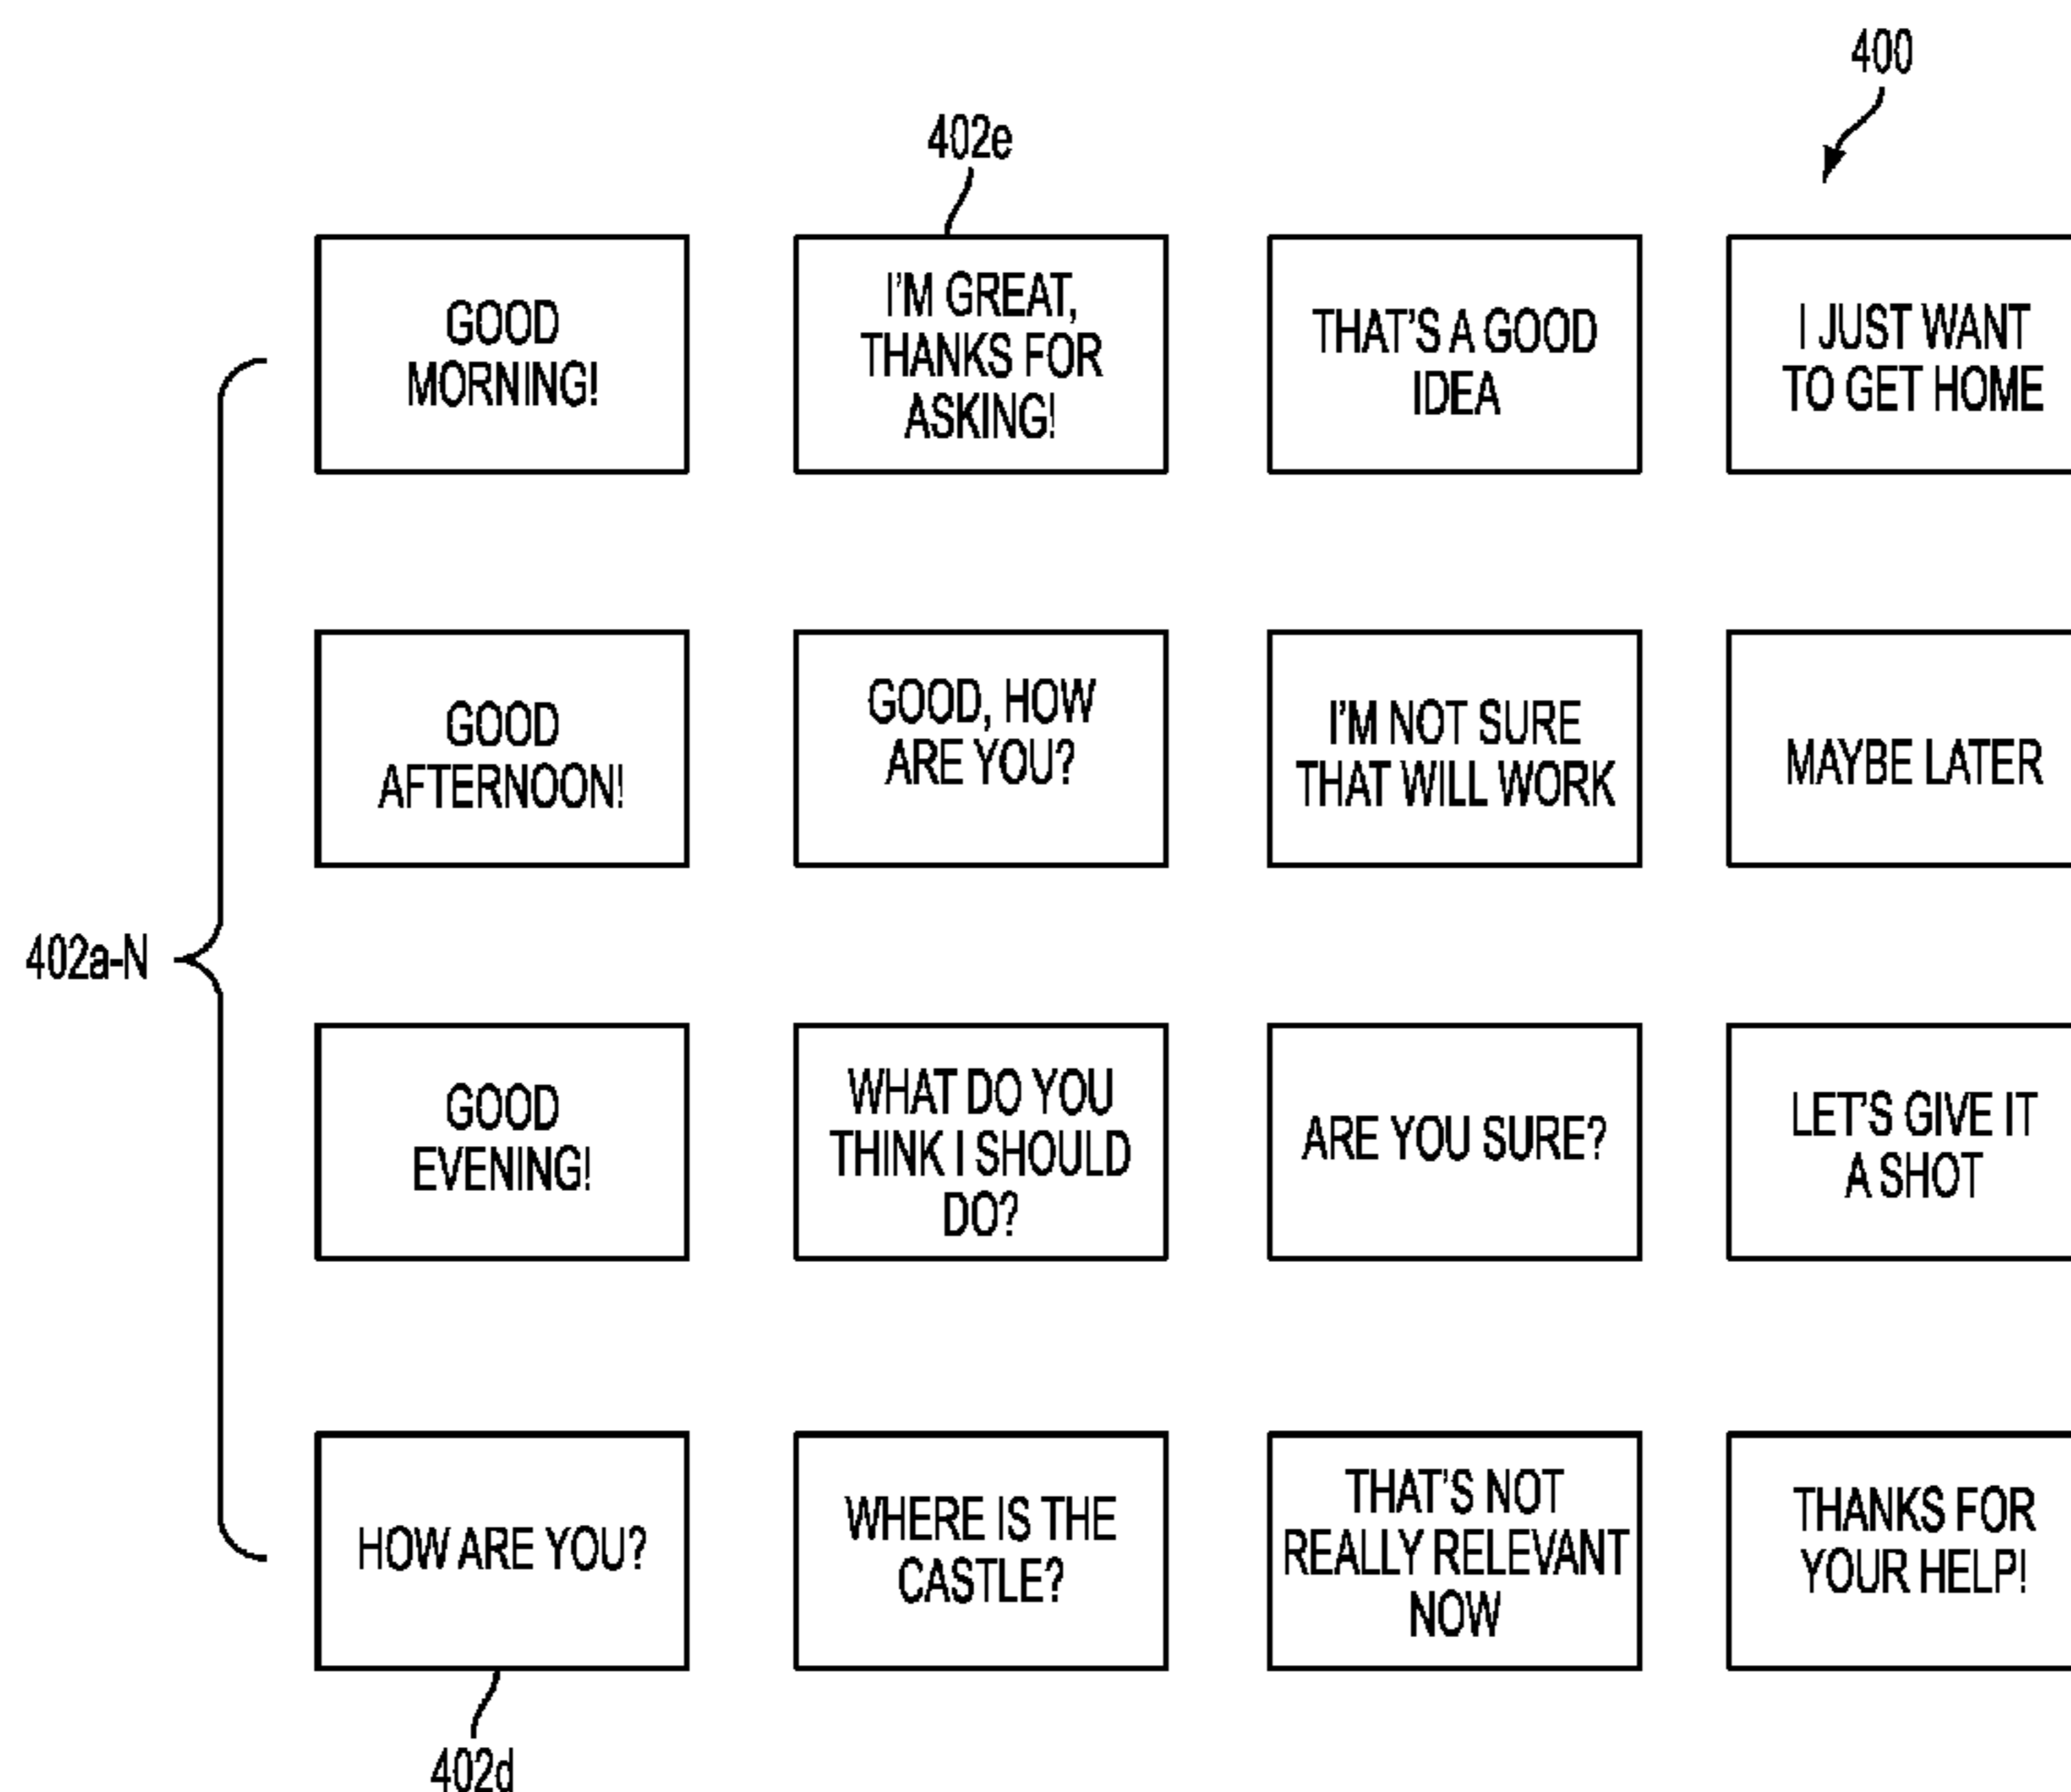 400
402e
GOOD
MORNING!
I'M GREAT,
THANKS FOR
ASKING!
THAT'S A GOOD
IDEA
I JUST WANT
TO GET HOME
GOOD
AFTERNOON!
GOOD, HOW
ARE YOU?
I'M NOT SURE
THAT WILL WORK
MAYBE LATER
402a-N
GOOD
EVENING!
WHAT DO YOU
THINK I SHOULD
DO?
ARE YOU SURE?
LET'S GIVE IT
A SHOT
HOW ARE YOU?
WHERE IS THE
CASTLE?
THAT'S NOT
REALLY RELEVANT
NOW
THANKS FOR
YOUR HELP!
402d